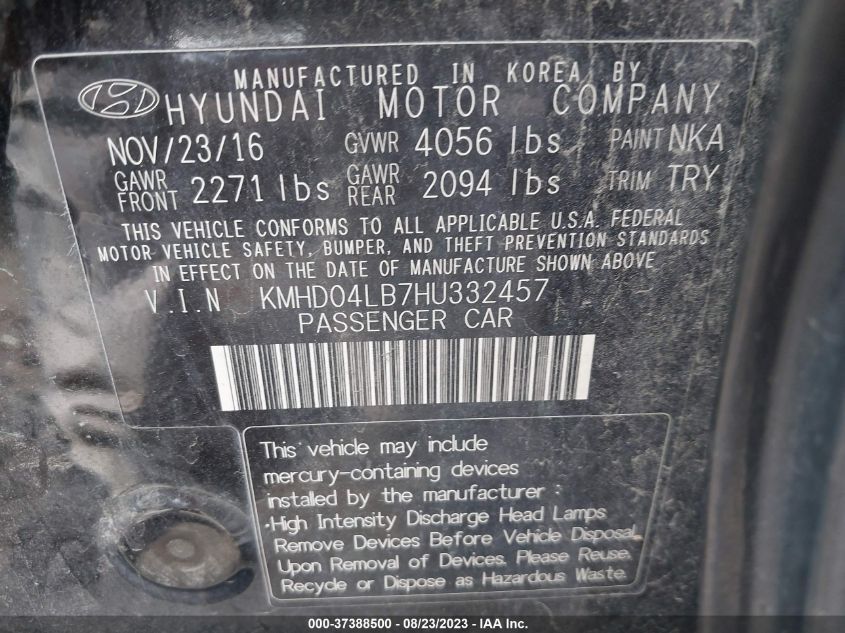 MANUFACTURED IN KOREA BY
HYUNDAI MOTOR COMPANY
NOV/23/16 GVWR 4056 lbs PAINT NKA
GAWR FRONT 2271 lbs GAWR REAR 2094 lbs TRIM TRY
THIS VEHICLE CONFORMS TO ALL APPLICABLE U.S.A. FEDERAL
MOTOR VEHICLE SAFETY, BUMPER, AND THEFT PREVENTION STANDARDS
IN EFFECT ON THE DATE OF MANUFACTURE SHOWN ABOVE
V.I.N KMHD04LB7HU332457
PASSENGER CAR
This vehicle may include
mercury-containing devices
installed by the manufacturer :
·High Intensity Discharge Head Lamps
Remove Devices Before Vehicle Disposal.
Upon Removal of Devices. Please Reuse.
Recycle or Dispose as Hazardous Waste.
000-37388500 - 08/23/2023 - IAA Inc.